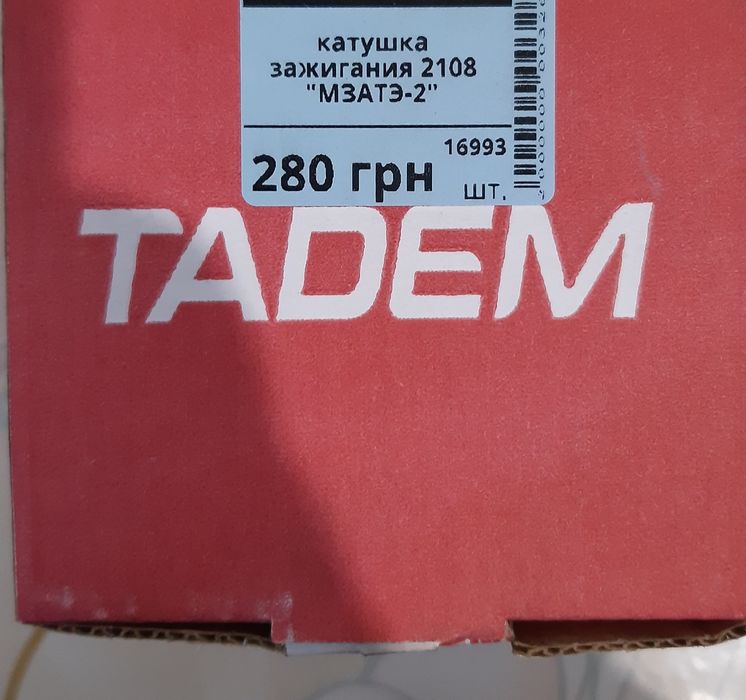 катушка
зажигания 2108
"МЗАТЭ-2"
16993
280 грн
шт.
TADEM